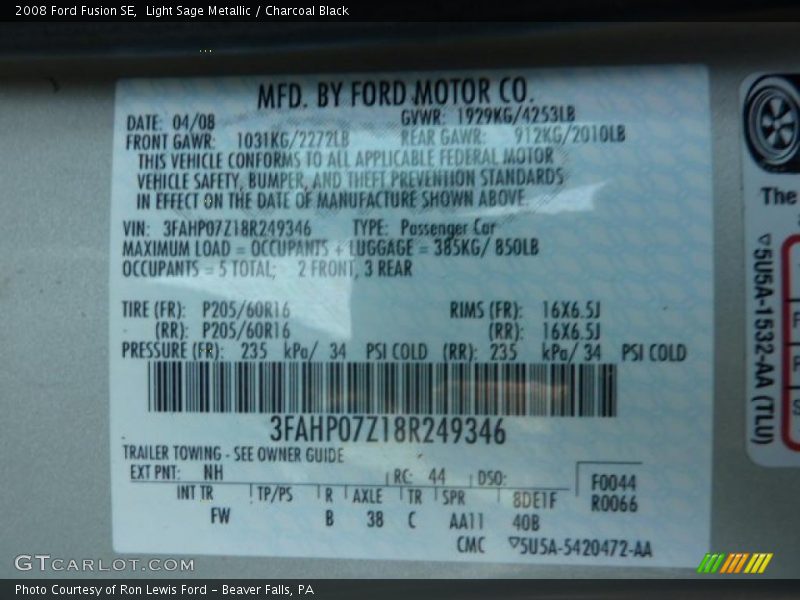 2008 Ford Fusion SE,  Light Sage Metallic / Charcoal Black
MFD. BY FORD MOTOR CO.
DATE: 04/08 GVWR: 1929KG/4253LB
FRONT GAWR: 1031KG/2272LB REAR GAWR: 912KG/2010LB
THIS VEHICLE CONFORMS TO ALL APPLICABLE FEDERAL MOTOR
VEHICLE SAFETY, BUMPER, AND THEFT PREVENTION STANDARDS
IN EFFECT ON THE DATE OF MANUFACTURE SHOWN ABOVE.
VIN: 3FAHP07Z18R249346 TYPE: Passenger Car
MAXIMUM LOAD = OCCUPANTS + LUGGAGE = 385KG/ 850LB
OCCUPANTS = 5 TOTAL; 2 FRONT, 3 REAR
TIRE (FR): P205/60R16 RIMS (FR): 16X6.5J
(RR): P205/60R16 (RR): 16X6.5J
PRESSURE (FR): 235 kPa/ 34 PSI COLD (RR): 235 kPa/ 34 PSI COLD
3FAHP07Z18R249346
TRAILER TOWING - SEE OWNER GUIDE
EXT PNT: NH RC: 44 DSO: F0044
INT TR TP/PS R AXLE TR SPR 8DE1F R0066
FW B 38 C AA11 40B
CMC 5U5A-5420472-AA
The
5U5A-1532-AA (TLU)
GTCARLOT.COM
Photo Courtesy of Ron Lewis Ford - Beaver Falls, PA